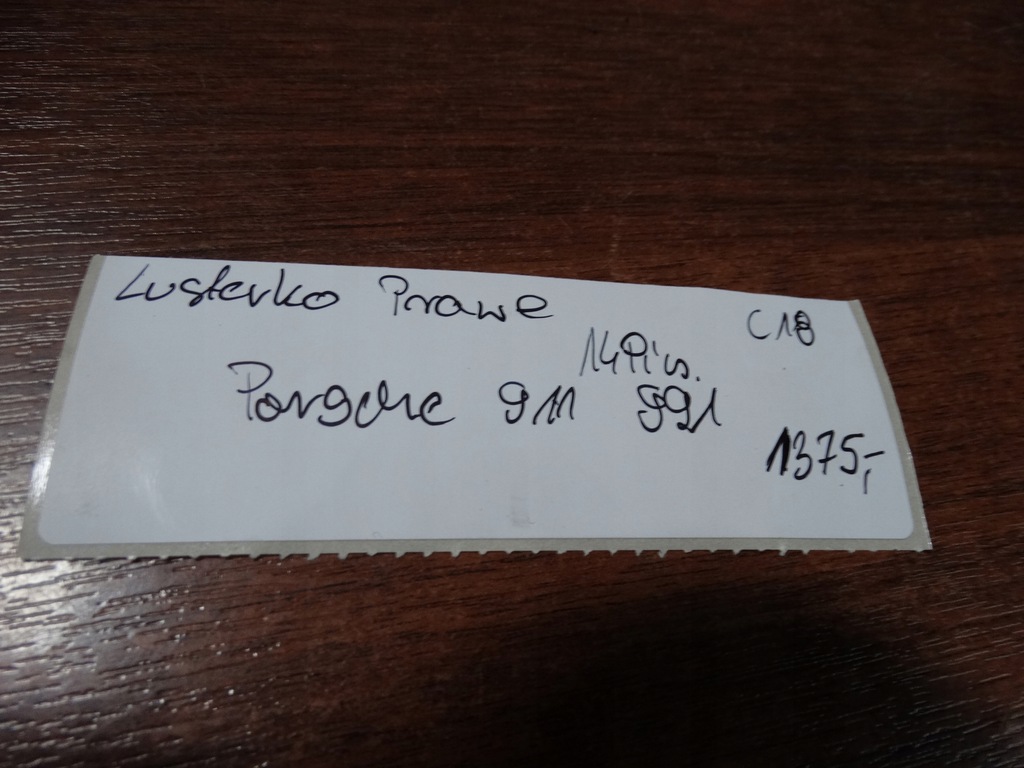 Lusterko Prawe C18
14Pin.
Porsche 911 991
1375,-